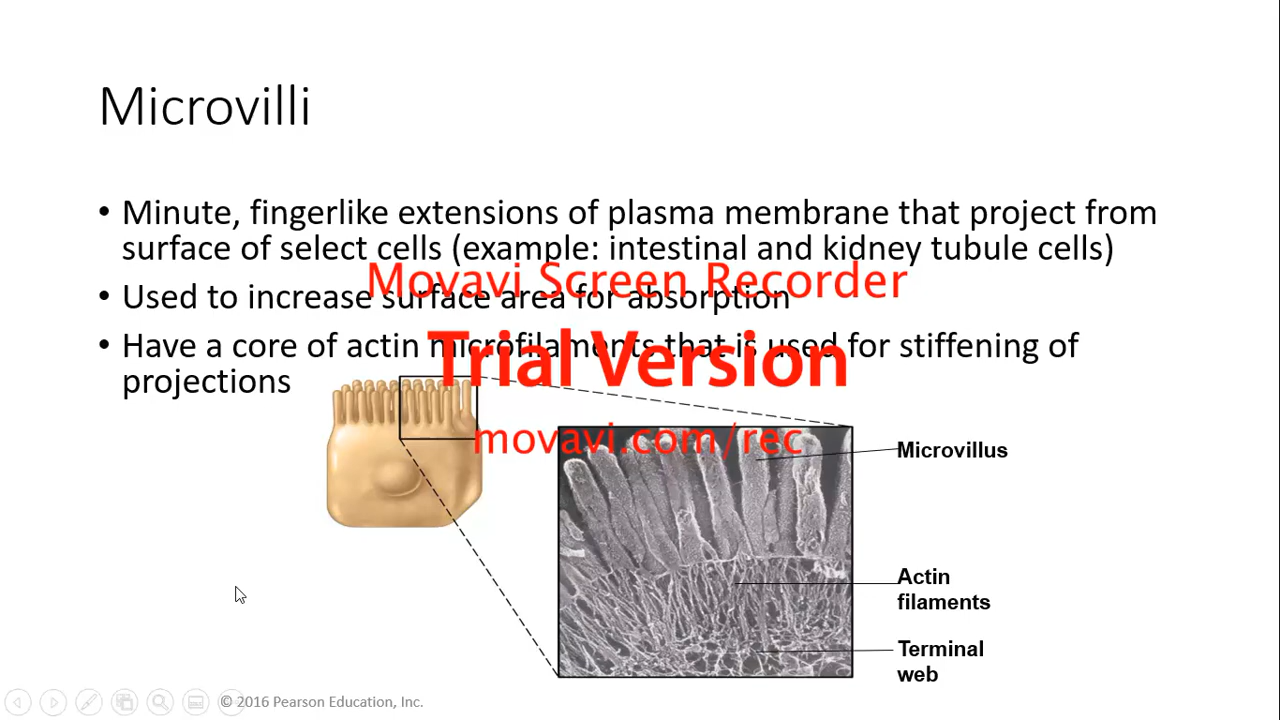 Microvilli
• Minute, fingerlike extensions of plasma membrane that project from
surface of select cells (example: intestinal and kidney tubule cells)
Movavi Screen Recorder
• Used to increase surface area for absorption
• Have a core of actin microfilaments that is used for stiffening of
projections
Trial Version
movavi.com/rec
Microvillus
Actin
filaments
Terminal
web
© 2016 Pearson Education, Inc.